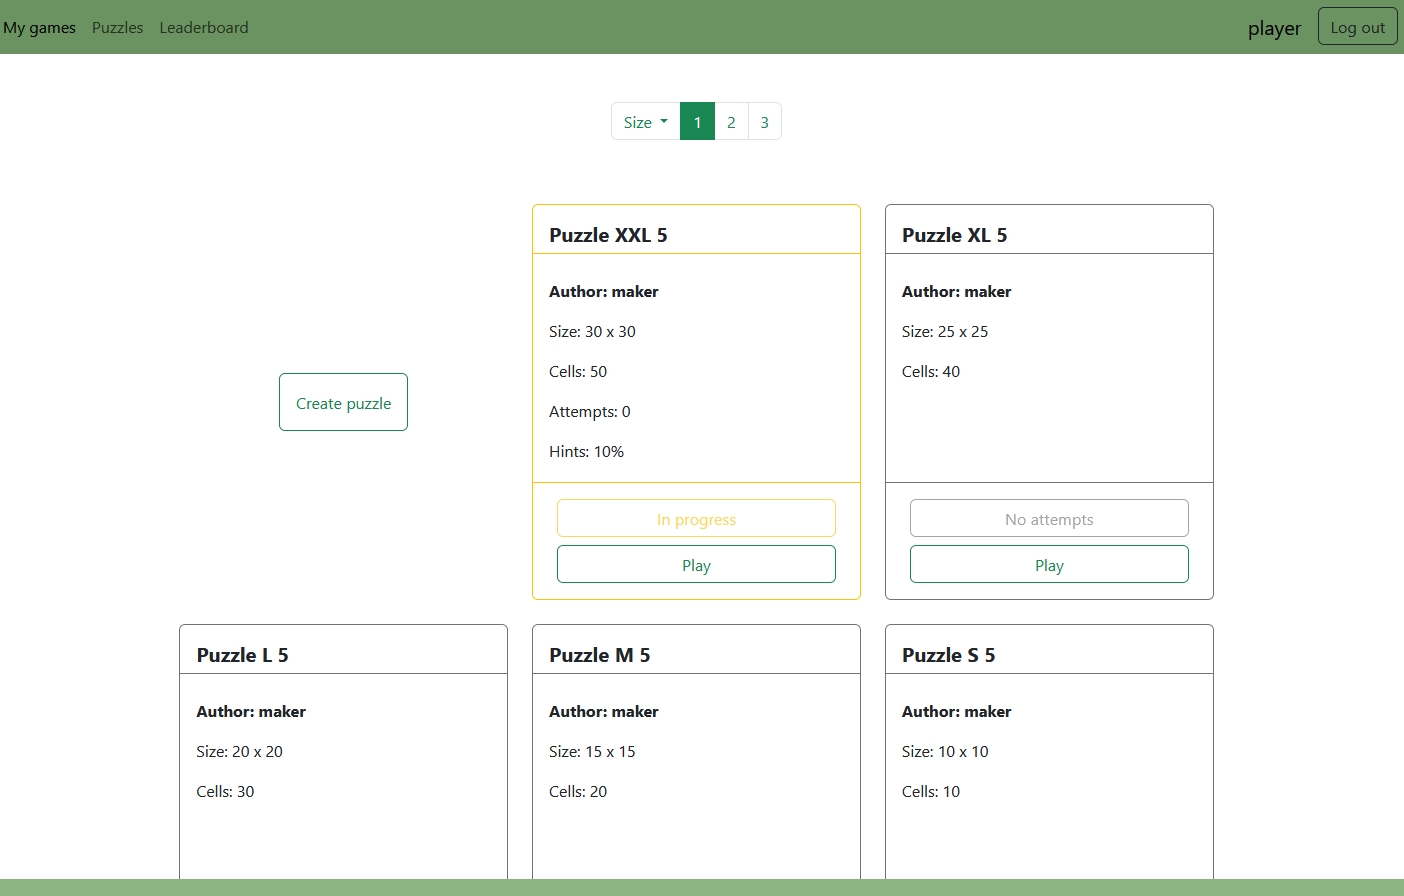 My games Puzzles Leaderboard player Log out
Size 1 2 3
Create puzzle
Puzzle XXL 5
Author: maker
Size: 30 x 30
Cells: 50
Attempts: 0
Hints: 10%
In progress
Play
Puzzle XL 5
Author: maker
Size: 25 x 25
Cells: 40
No attempts
Play
Puzzle L 5
Author: maker
Size: 20 x 20
Cells: 30
Puzzle M 5
Author: maker
Size: 15 x 15
Cells: 20
Puzzle S 5
Author: maker
Size: 10 x 10
Cells: 10